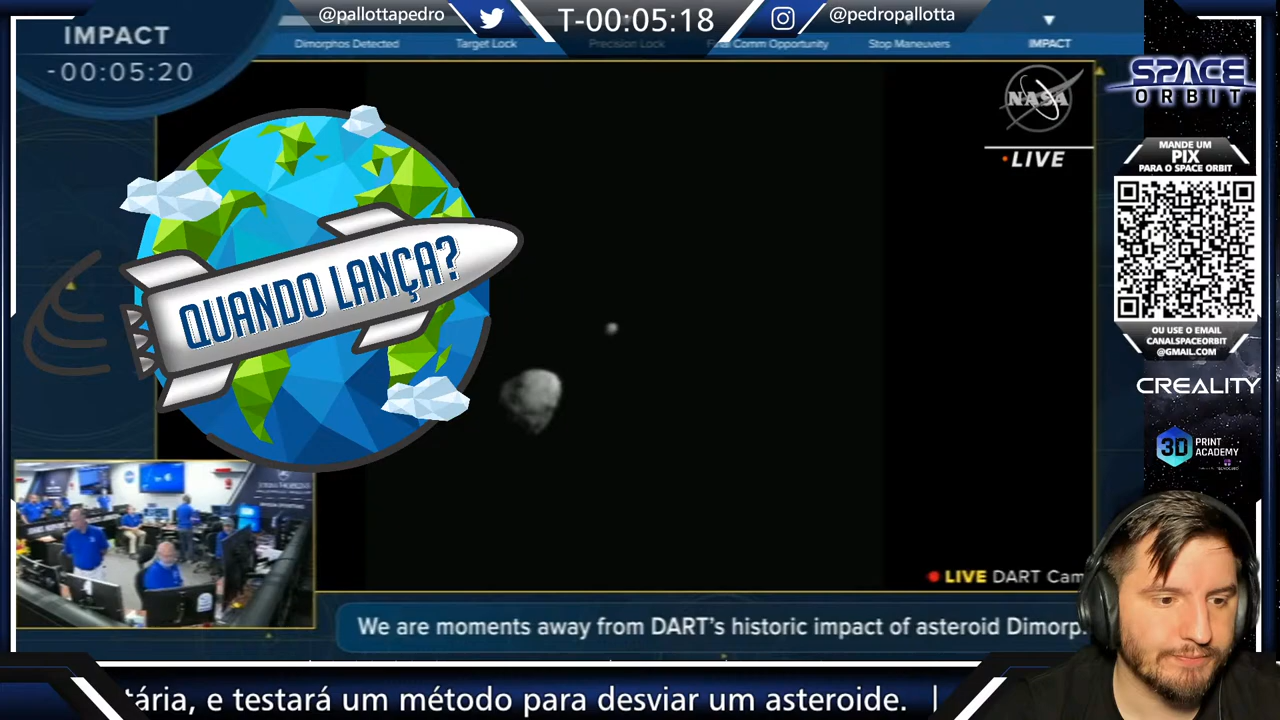 IMPACT
-00:05:20
@pallottapedro
T-00:05:18
@pedropallotta
Dimorphos Detected
Target Lock
Precision Lock
Final Comm Opportunity
Stop Maneuvers
IMPACT
NASA
LIVE
SPACE
ORBIT
MANDE UM
PIX
PARA O SPACE ORBIT
OU USE O EMAIL
CANALSPACEORBIT
@GMAIL.COM
CREALITY
3D PRINT
ACADEMY
QUANDO LANÇA?
LIVE DART Cam
We are moments away from DART's historic impact of asteroid Dimorp
tária, e testará um método para desviar um asteroide. |